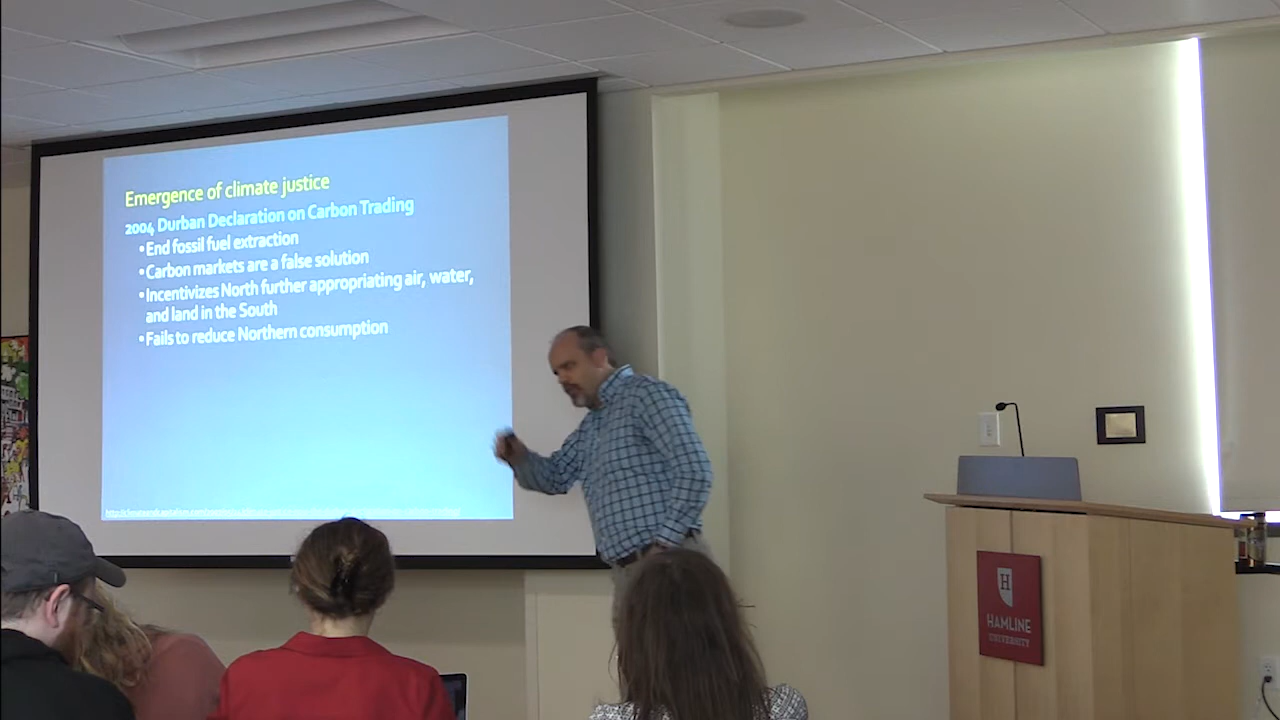 Emergence of climate justice
2004 Durban Declaration on Carbon Trading
•End fossil fuel extraction
•Carbon markets are a false solution
•Incentivizes North further appropriating air, water,
and land in the South
•Fails to reduce Northern consumption
H
HAMLINE
UNIVERSITY